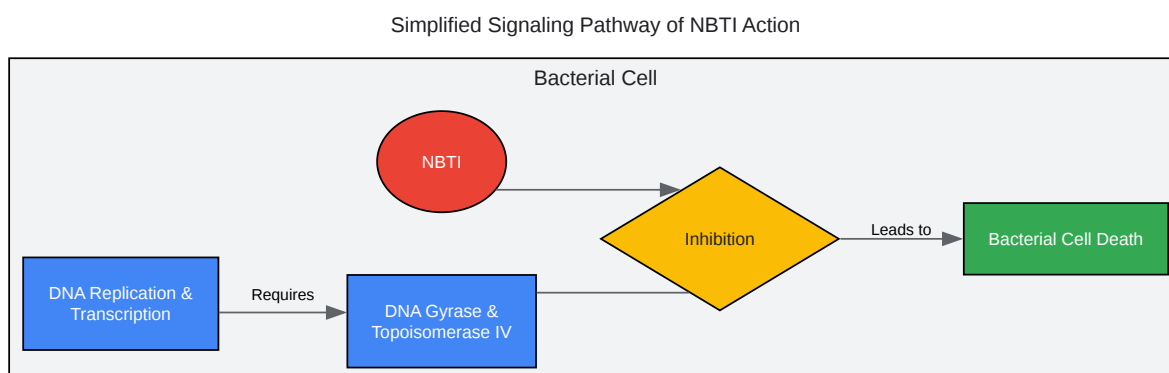 Simplified Signaling Pathway of NBTI Action
Bacterial Cell
NBTI
Inhibition
Leads to
Bacterial Cell Death
DNA Replication &
Transcription
Requires
DNA Gyrase &
Topoisomerase IV